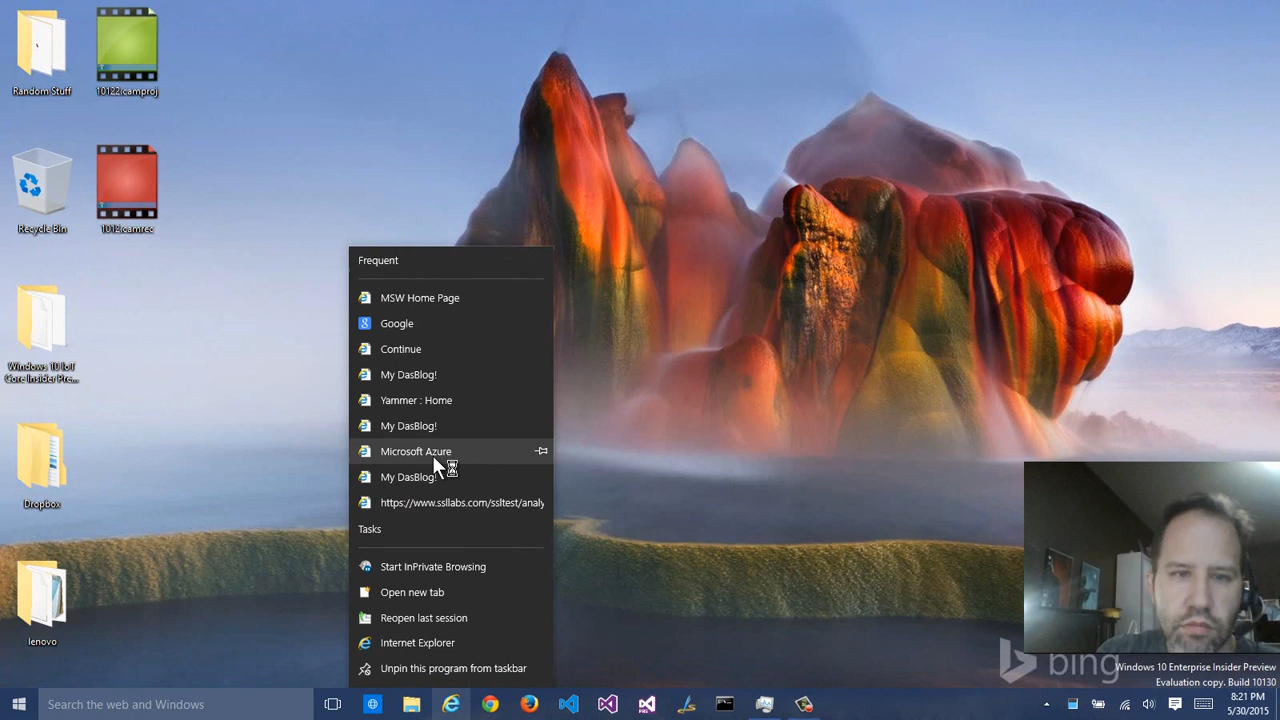 Random Stuff
10122.camproj
Recycle Bin
1012.camrec
Windows 10 IoT
Core Insider Pre...
Dropbox
lenovo
Frequent
MSW Home Page
Google
Continue
My DasBlog!
Yammer : Home
My DasBlog!
Microsoft Azure
My DasBlog!
https://www.ssllabs.com/ssltest/analy
Tasks
Start InPrivate Browsing
Open new tab
Reopen last session
Internet Explorer
Unpin this program from taskbar
bing
Windows 10 Enterprise Insider Preview
Evaluation copy. Build 10130
Search the web and Windows
8:21 PM
5/30/2015